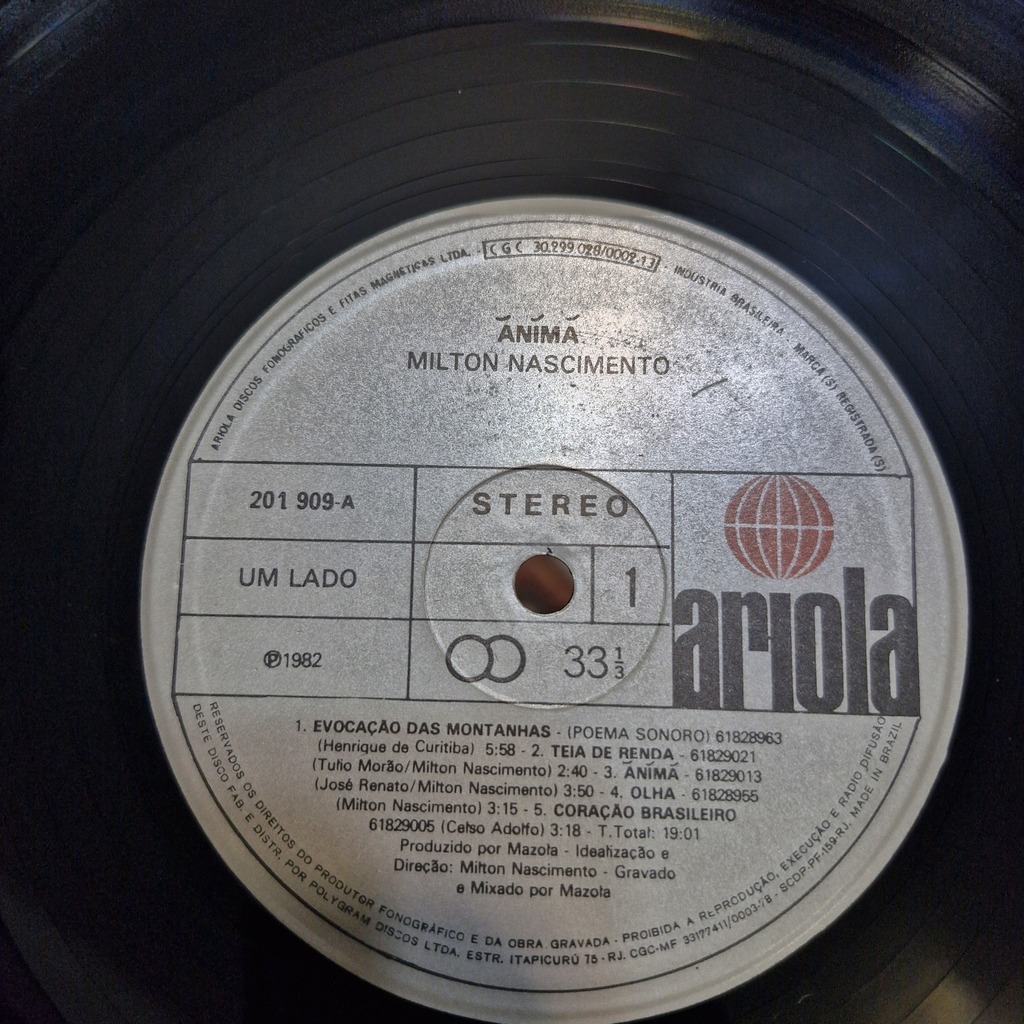 ARIOLA DISCOS FONOGRÁFICOS E FITAS MAGNÉTICAS LTDA. - CGC 30.299.028/0002-13 - INDÚSTRIA BRASILEIRA - MARCA(S) REGISTRADA(S)
ĀNĪMĀ
MILTON NASCIMENTO
201 909-A
STEREO
UM LADO
1
ariola
Ⓟ1982
33 1/3
1. EVOCAÇÃO DAS MONTANHAS - (POEMA SONORO) 61828963
(Henrique de Curitiba) 5:58 - 2. TEIA DE RENDA - 61829021
(Tulio Morão/Milton Nascimento) 2:40 - 3. ĀNĪMĀ - 61829013
(José Renato/Milton Nascimento) 3:50 - 4. OLHA - 61828955
(Milton Nascimento) 3:15 - 5. CORAÇÃO BRASILEIRO
61829005 (Celso Adolfo) 3:18 - T.Total: 19:01
Produzido por Mazola - Idealização e
Direção: Milton Nascimento - Gravado
e Mixado por Mazola
RESERVADOS OS DIREITOS DO PRODUTOR FONOGRÁFICO E DA OBRA GRAVADA - PROIBIDA A REPRODUÇÃO, EXECUÇÃO E RADIO DIFUSÃO
DESTE DISCO FAB. E DISTR. POR POLYGRAM DISCOS LTDA. ESTR. ITAPICURÚ 75 - RJ. CGC-MF 33177411/0003-78 - SCDP-PF-159-RJ. MADE IN BRAZIL